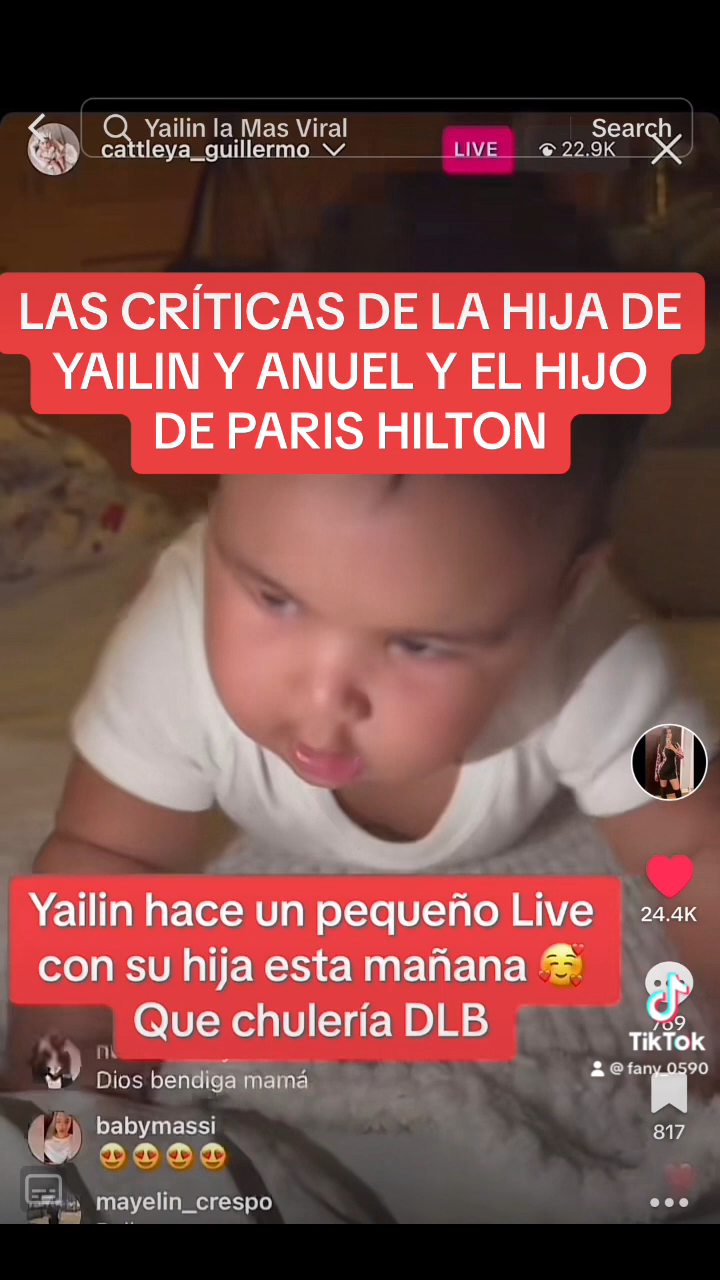 Yailin la Mas Viral
Search
cattleya_guillermo
LIVE
22.9K
LAS CRÍTICAS DE LA HIJA DE
YAILIN Y ANUEL Y EL HIJO
DE PARIS HILTON
24.4K
Yailin hace un pequeño Live
con su hija esta mañana 🥰
Que chulería DLB
789
TikTok
@fany_0590
Dios bendiga mamá
babymassi
😍😍😍😍
817
mayelin_crespo